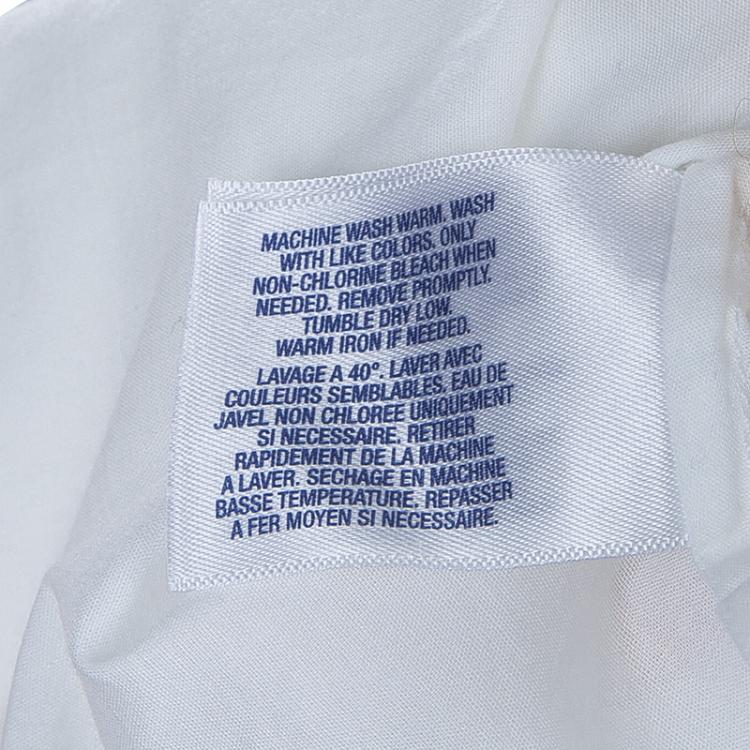 MACHINE WASH WARM. WASH
WITH LIKE COLORS. ONLY
NON-CHLORINE BLEACH WHEN
NEEDED. REMOVE PROMPTLY.
TUMBLE DRY LOW.
WARM IRON IF NEEDED.
LAVAGE A 40°. LAVER AVEC
COULEURS SEMBLABLES. EAU DE
JAVEL NON CHLOREE UNIQUEMENT
SI NECESSAIRE. RETIRER
RAPIDEMENT DE LA MACHINE
A LAVER. SECHAGE EN MACHINE
BASSE TEMPERATURE. REPASSER
A FER MOYEN SI NECESSAIRE.